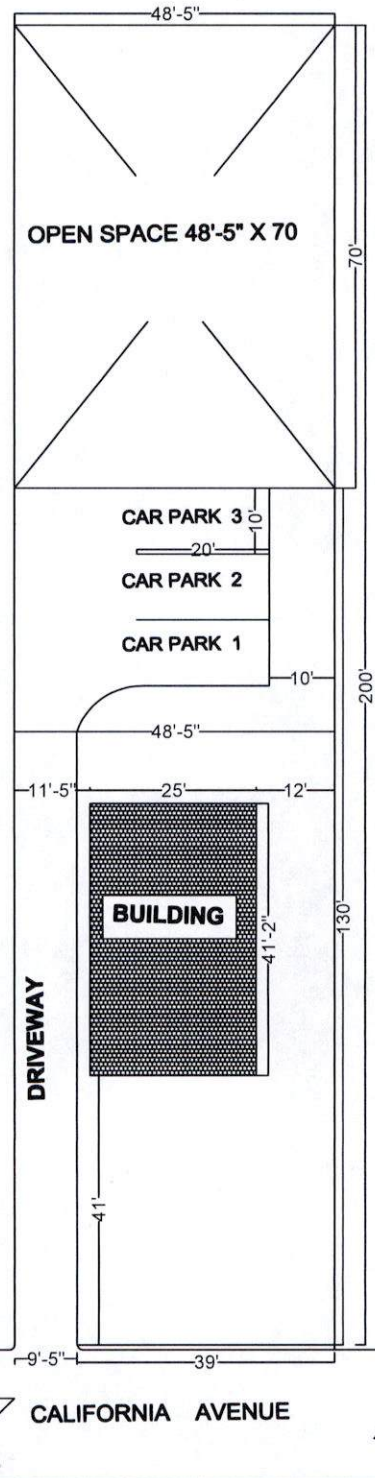 48'-5"
OPEN SPACE 48'-5" X 70
70'
CAR PARK 3
10'
20'
CAR PARK 2
CAR PARK 1
10'
200'
48'-5"
11'-5"
25'
12'
BUILDING
41'-2"
130'
DRIVEWAY
41'
9'-5"
39'
CALIFORNIA AVENUE